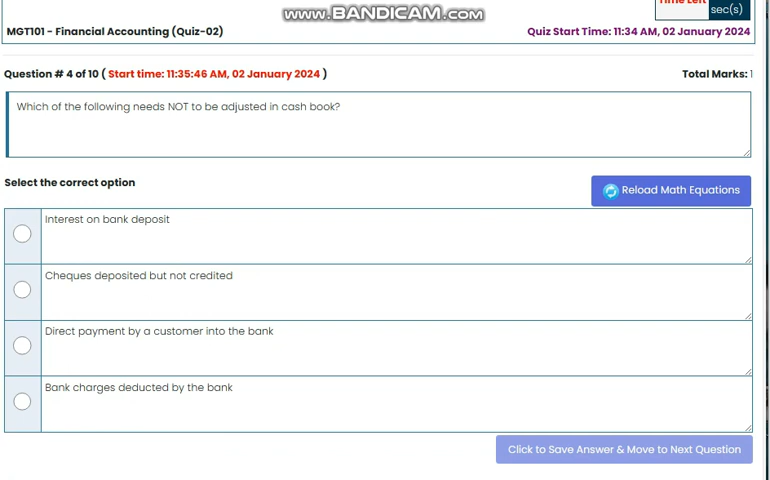 www.BANDICAM.com
Time Left
sec(s)
MGT101 - Financial Accounting (Quiz-02)
Quiz Start Time: 11:34 AM, 02 January 2024
Question # 4 of 10 ( Start time: 11:35:46 AM, 02 January 2024 )
Total Marks: 1
Which of the following needs NOT to be adjusted in cash book?
Select the correct option
Reload Math Equations
Interest on bank deposit
Cheques deposited but not credited
Direct payment by a customer into the bank
Bank charges deducted by the bank
Click to Save Answer & Move to Next Question